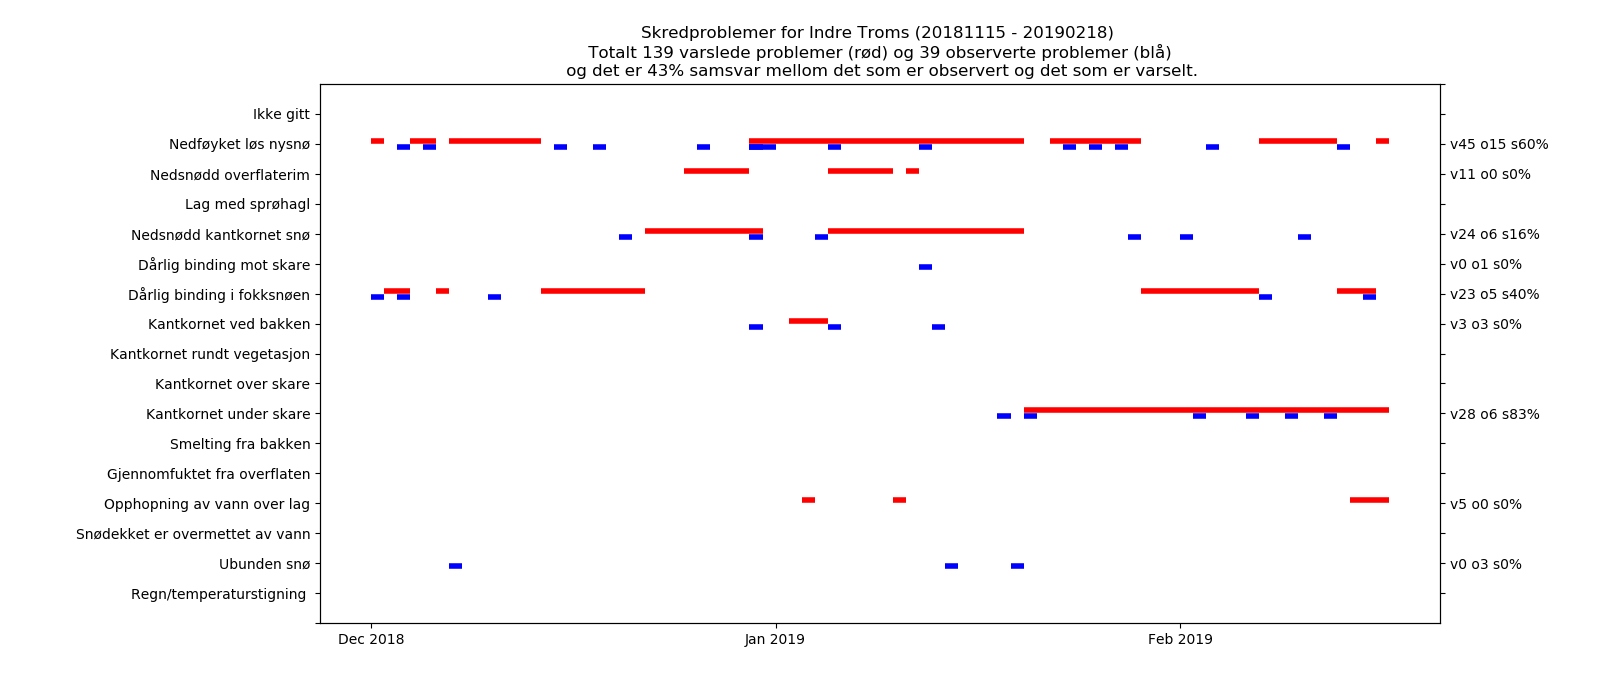 Skredproblemer for Indre Troms (20181115 - 20190218)
Totalt 139 varslede problemer (rød) og 39 observerte problemer (blå)
og det er 43% samsvar mellom det som er observert og det som er varselt.
Ikke gitt
Nedføyket løs nysnø v45 o15 s60%
Nedsnødd overflaterim v11 o0 s0%
Lag med sprøhagl
Nedsnødd kantkornet snø v24 o6 s16%
Dårlig binding mot skare v0 o1 s0%
Dårlig binding i fokksnøen v23 o5 s40%
Kantkornet ved bakken v3 o3 s0%
Kantkornet rundt vegetasjon
Kantkornet over skare
Kantkornet under skare v28 o6 s83%
Smelting fra bakken
Gjennomfuktet fra overflaten
Opphopning av vann over lag v5 o0 s0%
Snødekket er overmettet av vann
Ubunden snø v0 o3 s0%
Regn/temperaturstigning
Dec 2018 Jan 2019 Feb 2019